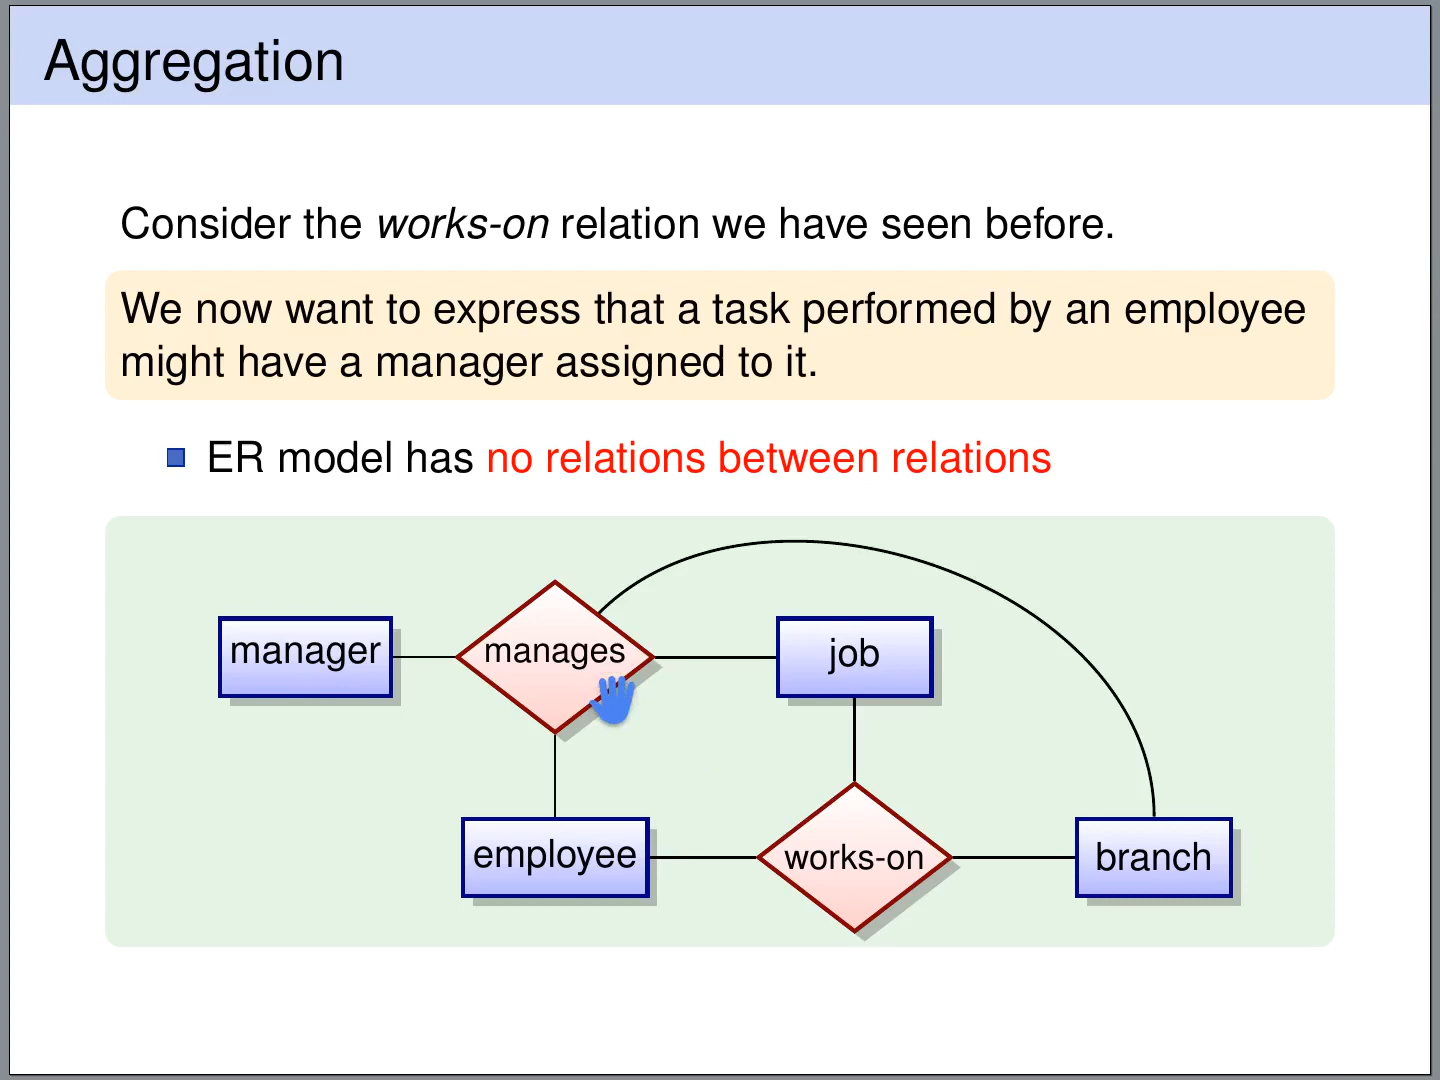 Aggregation
Consider the works-on relation we have seen before.
We now want to express that a task performed by an employee
might have a manager assigned to it.
ER model has no relations between relations
manager
manages
job
employee
works-on
branch